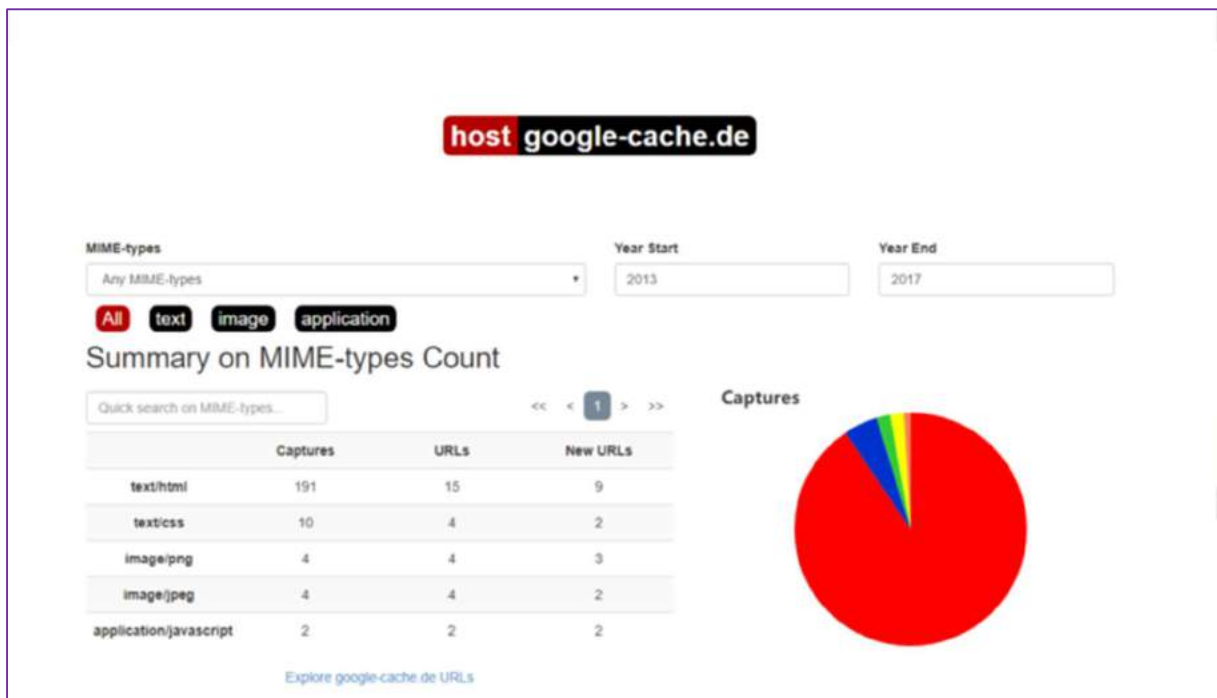 host google-cache.de
MIME-types Year Start Year End
Any MIME-types 2013 2017
All text image application
Summary on MIME-types Count
Quick search on MIME-types... << < 1 > >> Captures
Captures URLs New URLs
text/html 191 15 9
text/css 10 4 2
image/png 4 4 3
image/jpeg 4 4 2
application/javascript 2 2 2
Explore google-cache.de URLs